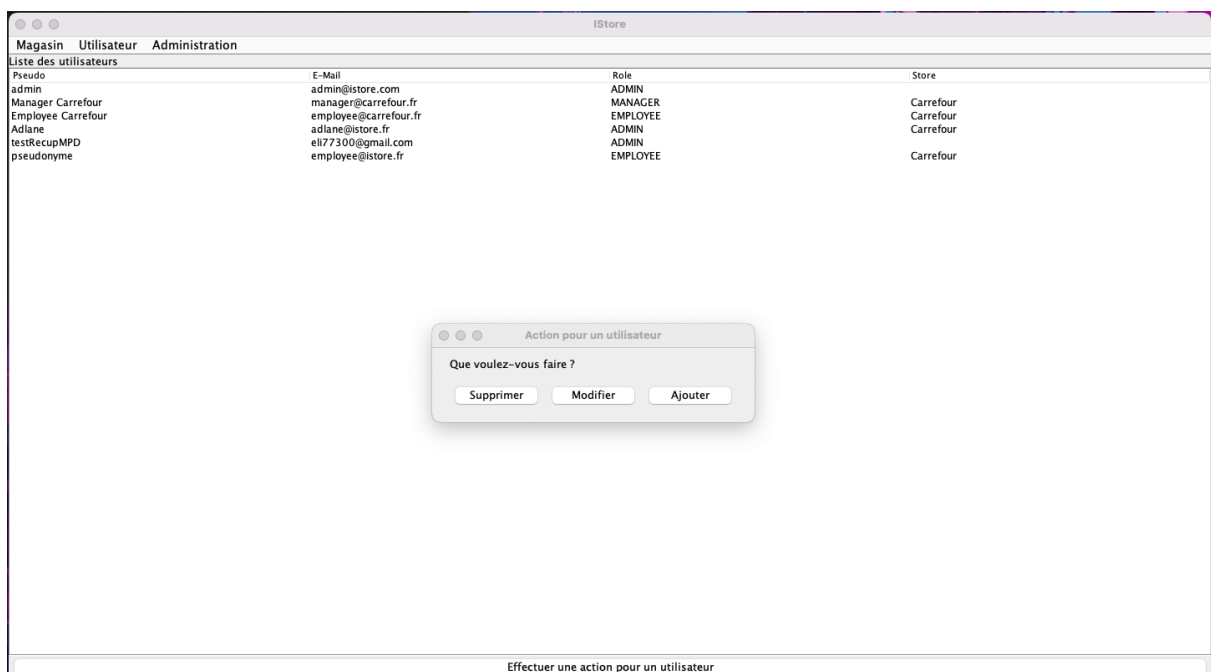 IStore
Magasin Utilisateur Administration
Liste des utilisateurs
Pseudo E-Mail Role Store
admin admin@istore.com ADMIN
Manager Carrefour manager@carrefour.fr MANAGER Carrefour
Employee Carrefour employee@carrefour.fr EMPLOYEE Carrefour
Adlane adlane@istore.fr ADMIN Carrefour
testRecupMPD eli77300@gmail.com ADMIN
pseudonyme employee@istore.fr EMPLOYEE Carrefour
Action pour un utilisateur
Que voulez-vous faire ?
Supprimer Modifier Ajouter
Effectuer une action pour un utilisateur